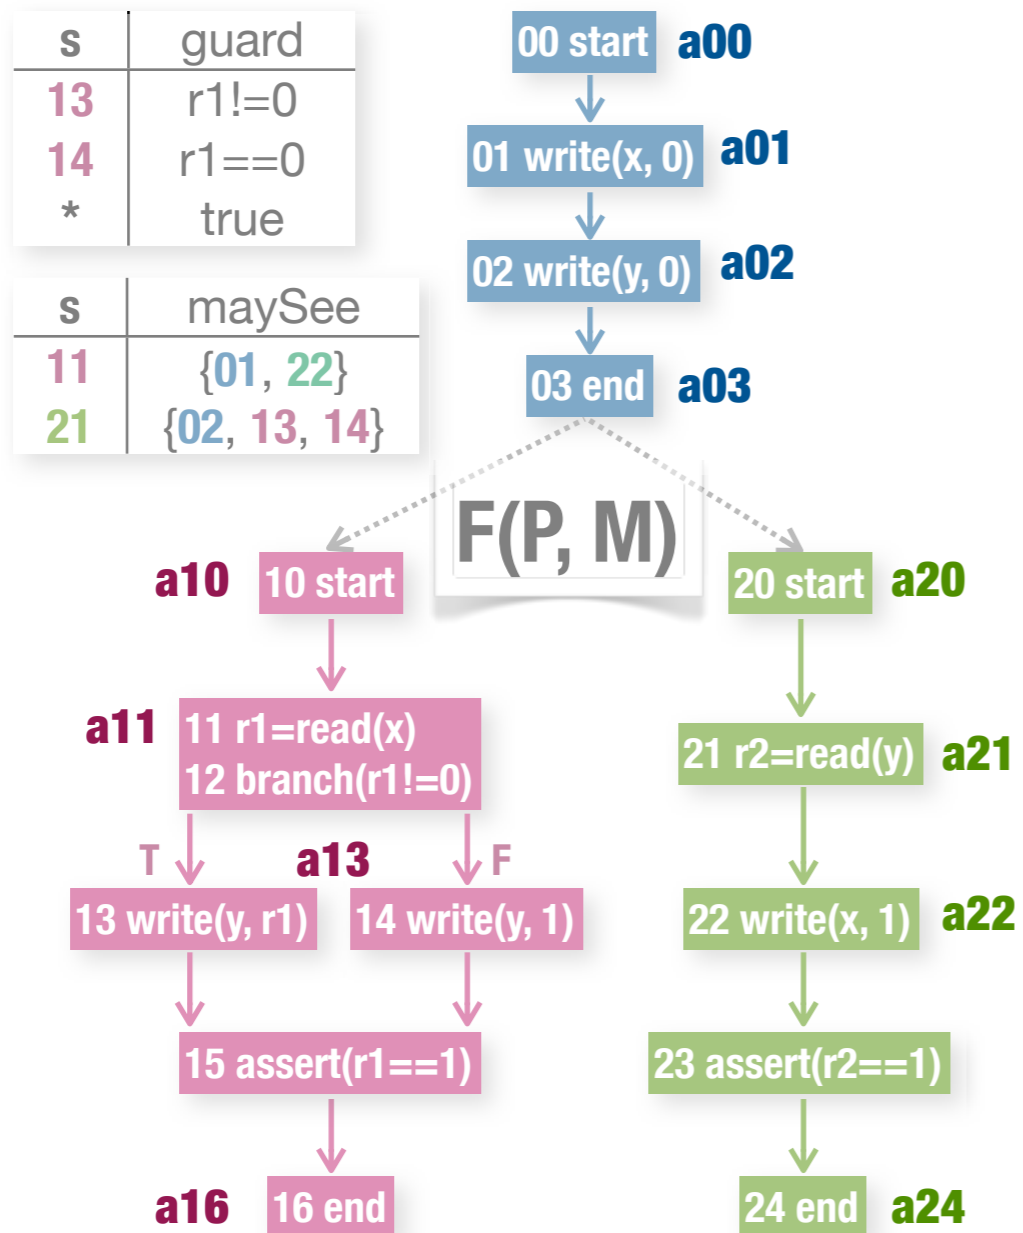 s guard
13 r1!=0
14 r1==0
* true
s maySee
11 {01, 22}
21 {02, 13, 14}
00 start a00
01 write(x, 0) a01
02 write(y, 0) a02
03 end a03
F(P, M)
a10 10 start
20 start a20
a11 11 r1=read(x)
12 branch(r1!=0)
21 r2=read(y) a21
T a13 F
13 write(y, r1) 14 write(y, 1)
22 write(x, 1) a22
15 assert(r1==1)
23 assert(r2==1)
a16 16 end
24 end a24